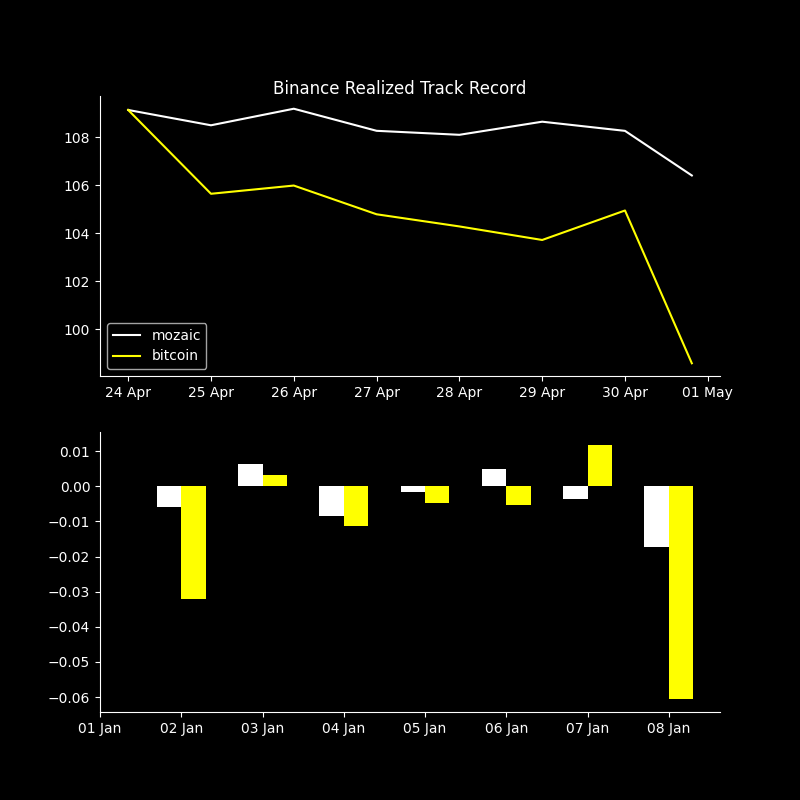 Binance Realized Track Record
108
106
104
102
100
mozaic
bitcoin
24 Apr 25 Apr 26 Apr 27 Apr 28 Apr 29 Apr 30 Apr 01 May
0.01
0.00
−0.01
−0.02
−0.03
−0.04
−0.05
−0.06
01 Jan 02 Jan 03 Jan 04 Jan 05 Jan 06 Jan 07 Jan 08 Jan